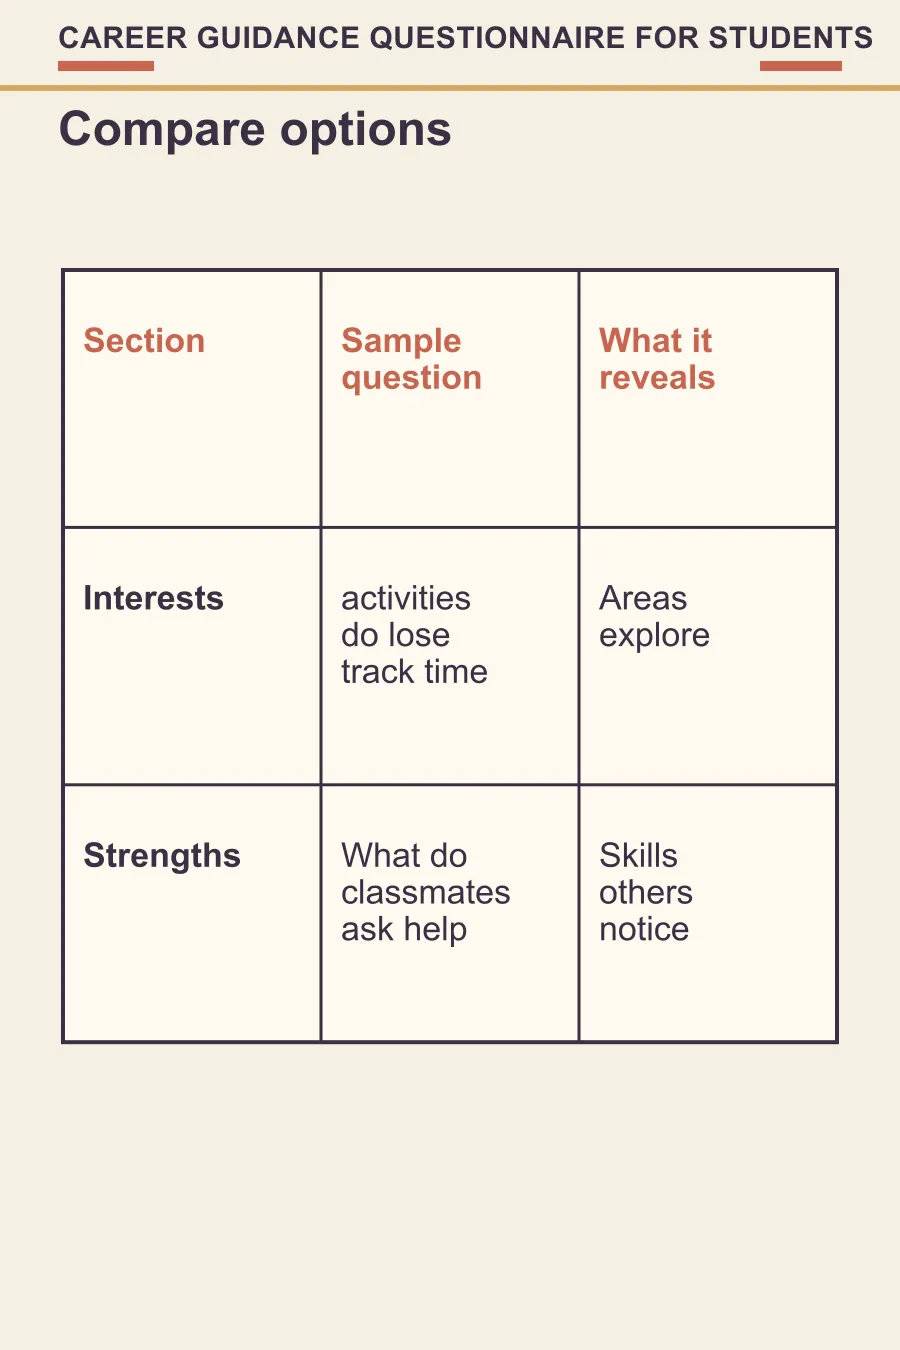 CAREER GUIDANCE QUESTIONNAIRE FOR STUDENTS
Compare options
Section
Sample
question
What it
reveals
Interests
activities
do lose
track time
Areas
explore
Strengths
What do
classmates
ask help
Skills
others
notice